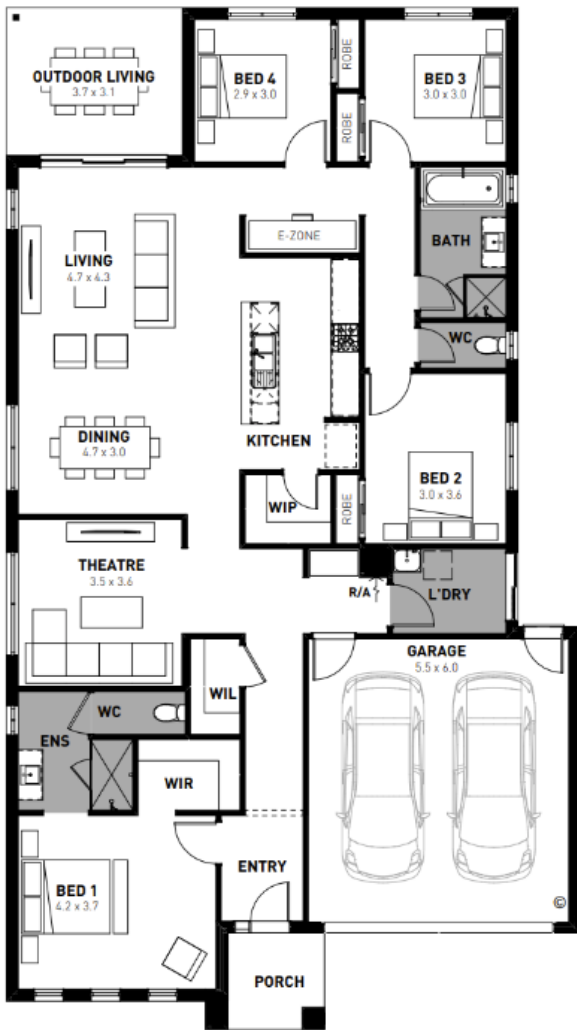 OUTDOOR LIVING
3.7 x 3.1
BED 4
2.9 x 3.0
ROBE
ROBE
BED 3
3.0 x 3.0
BATH
E-ZONE
LIVING
4.7 x 4.3
WC
KITCHEN
DINING
4.7 x 3.0
BED 2
3.0 x 3.6
WIP
ROBE
THEATRE
3.5 x 3.6
R/A
L'DRY
GARAGE
5.5 x 6.0
WIL
WC
ENS
WIR
ENTRY
BED 1
4.2 x 3.7
©
PORCH